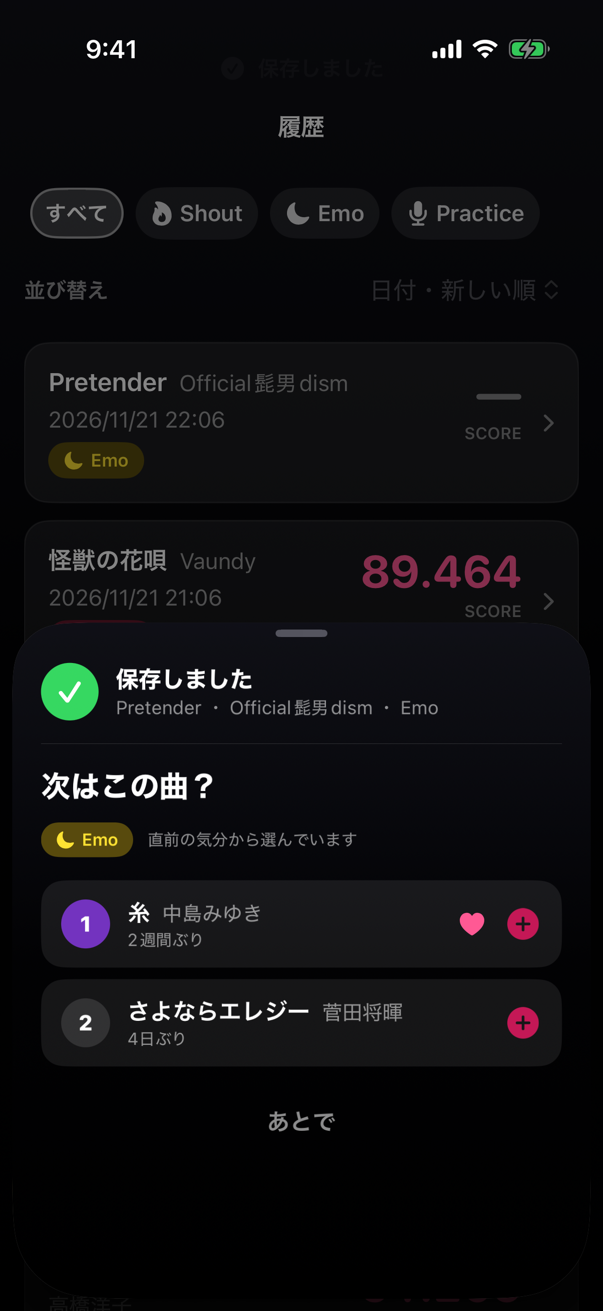 9:41
保存しました
履歴
すべて Shout Emo Practice
並び替え 日付・新しい順
Pretender Official髭男dism
2026/11/21 22:06
SCORE
Emo
怪獣の花唄 Vaundy
89.464
2026/11/21 21:06
SCORE
保存しました
Pretender ・ Official髭男dism ・ Emo
次はこの曲？
Emo 直前の気分から選んでいます
1 糸 中島みゆき
2週間ぶり
2 さよならエレジー 菅田将暉
4日ぶり
あとで
高橋洋子